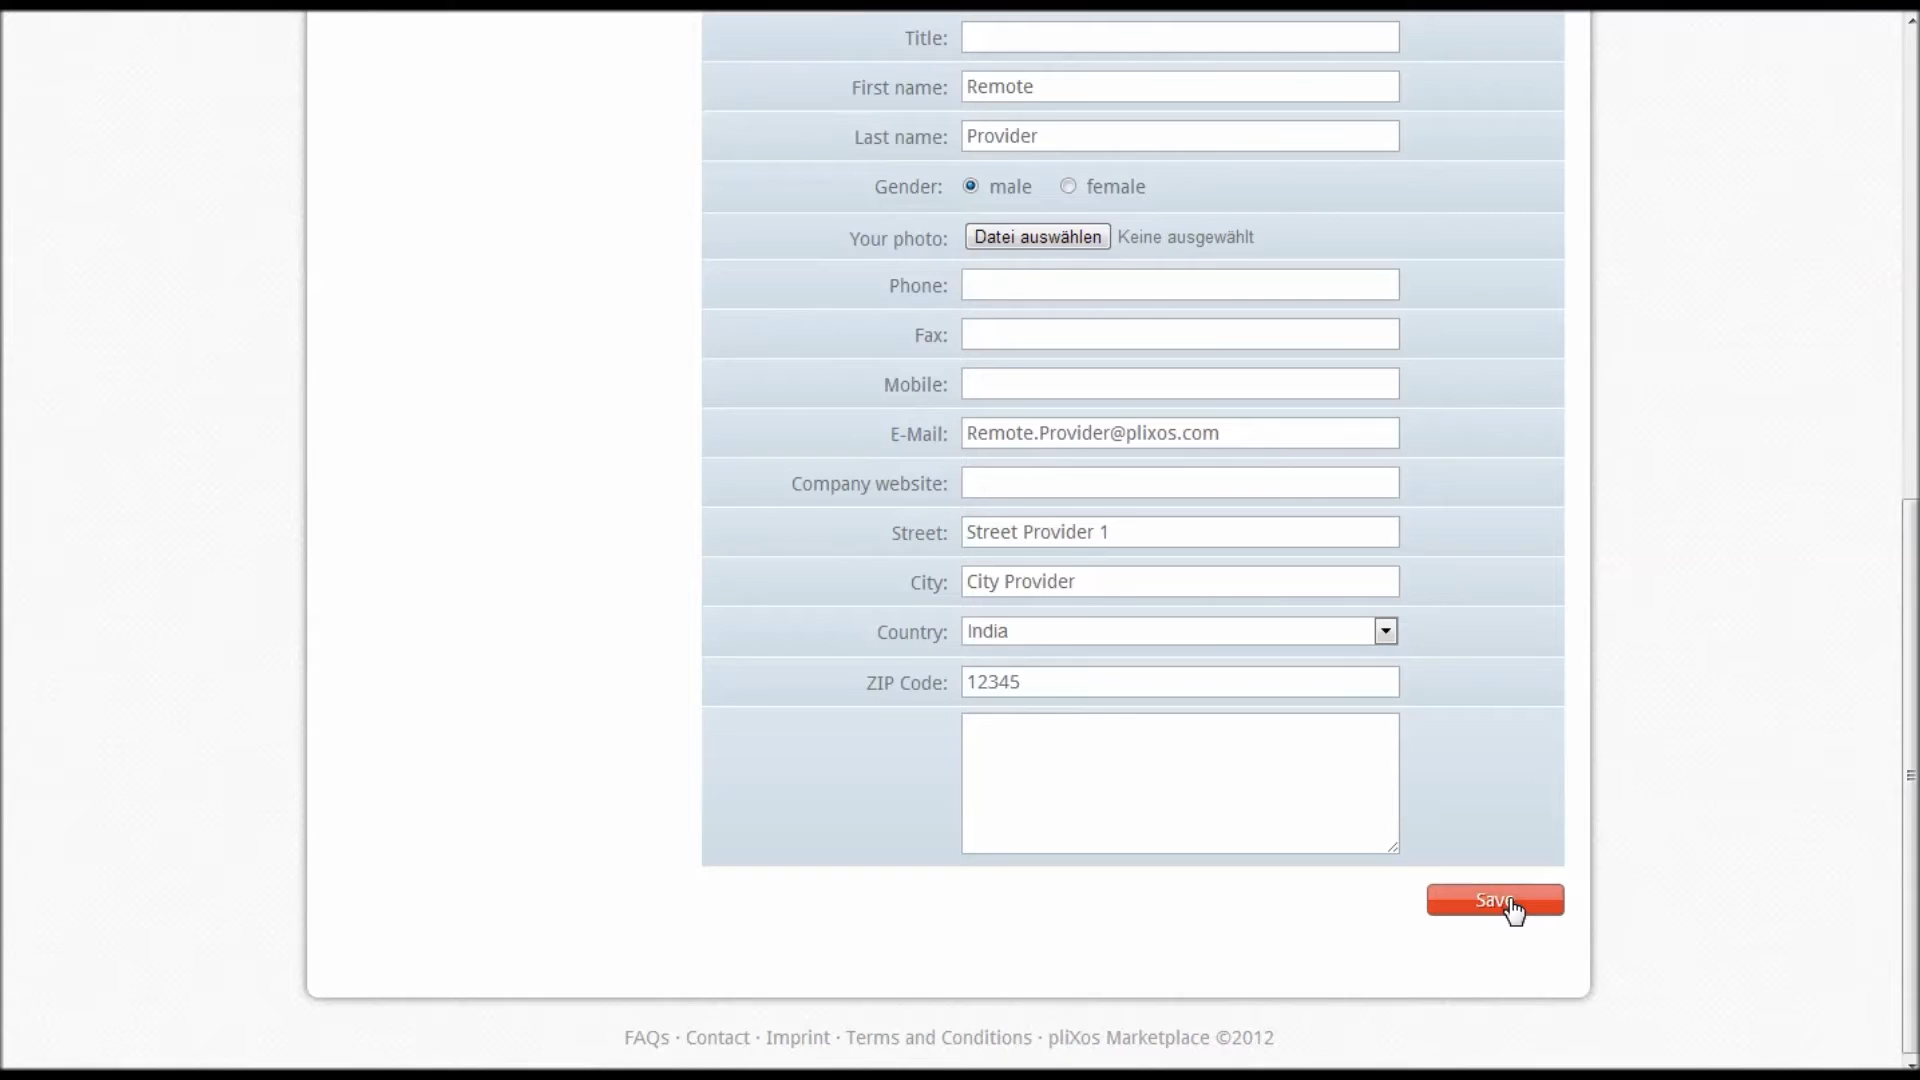 Title:
First name: Remote
Last name: Provider
Gender: male female
Your photo: Datei auswählen Keine ausgewählt
Phone:
Fax:
Mobile:
E-Mail: Remote.Provider@plixos.com
Company website:
Street: Street Provider 1
City: City Provider
Country: India
ZIP Code: 12345
Save
FAQs · Contact · Imprint · Terms and Conditions · pliXos Marketplace ©2012